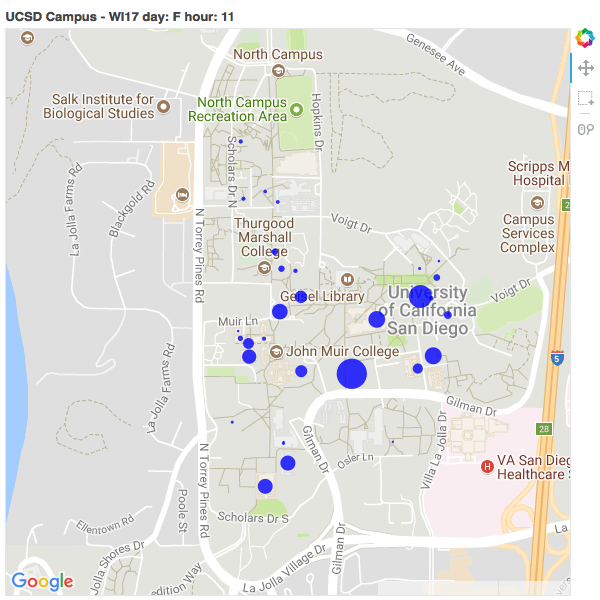 UCSD Campus - WI17 day: F hour: 11
Genesee Ave
North Campus
Salk Institute for
Biological Studies
North Campus
Recreation Area
Hopkins Dr
Scholars Dr N
Scripps M
Hospital
La Jolla Farms Rd
Blackgold Rd
N Torrey Pines Rd
2
Campus
Services
Complex
Voigt Dr
Thurgood
Marshall
College
Geisel Library
University
of California
San Diego
Voigt Dr
Muir Ln
John Muir College
5
La Jolla Farms Rd
Gilman Dr
Gilman Dr
Villa La Jolla Dr
28
N Torrey Pines Rd
Osler Ln
H
VA San Dieg
Healthcare S
Poole St
Ellentown Rd
Scholars Dr S
Gilman Dr
La
La Jolla Shores Dr
La Jolla Village Dr
edition Way
Google